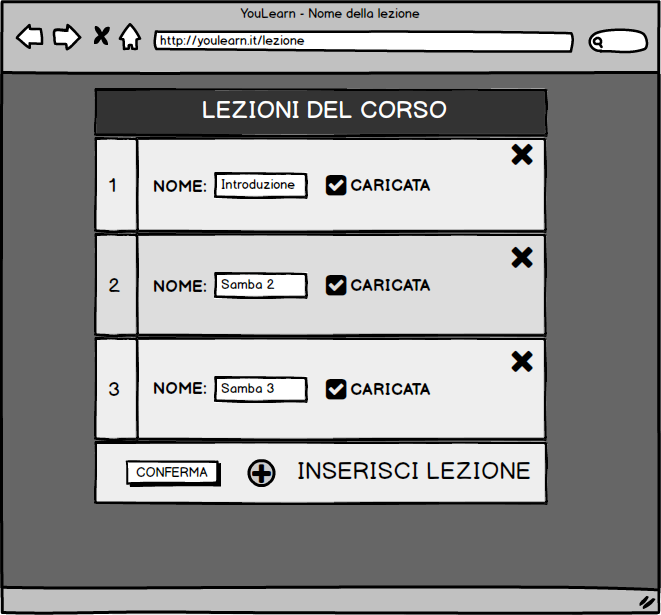 YouLearn - Nome della lezione
http://youlearn.it/lezione
LEZIONI DEL CORSO
1 NOME: Introduzione CARICATA
2 NOME: Samba 2 CARICATA
3 NOME: Samba 3 CARICATA
CONFERMA INSERISCI LEZIONE